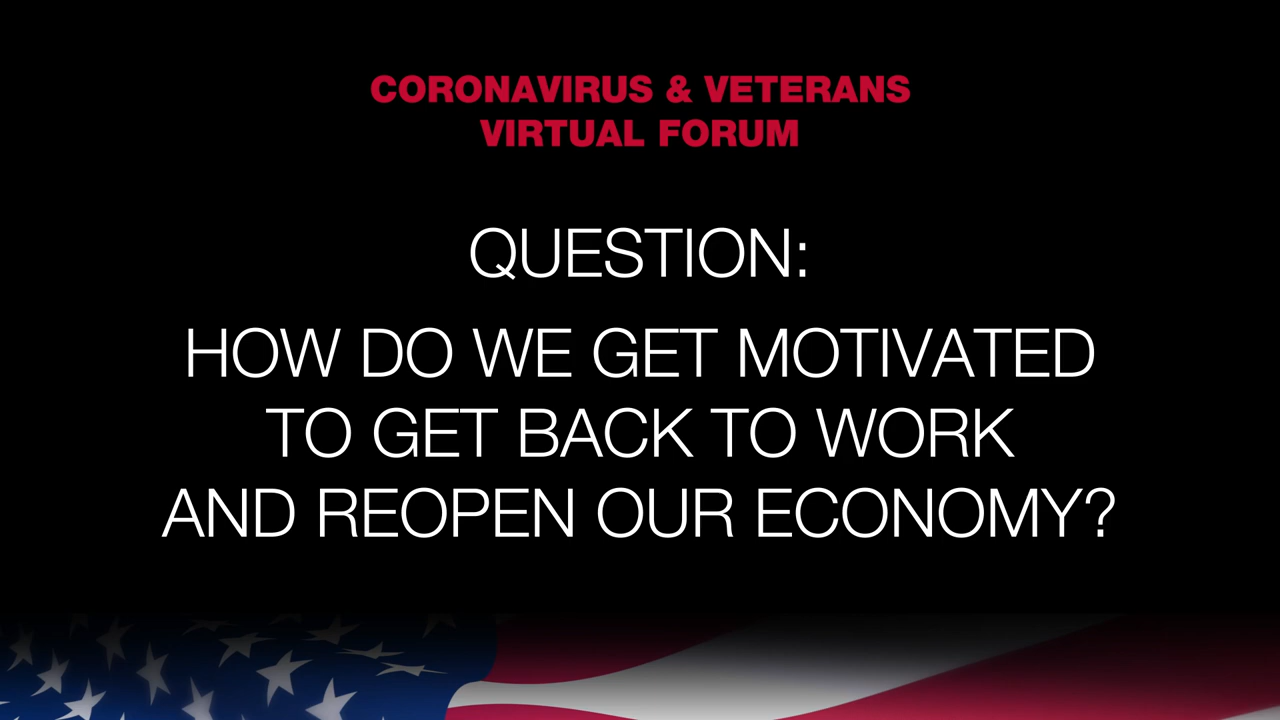 CORONAVIRUS & VETERANS
VIRTUAL FORUM
QUESTION:
HOW DO WE GET MOTIVATED
TO GET BACK TO WORK
AND REOPEN OUR ECONOMY?